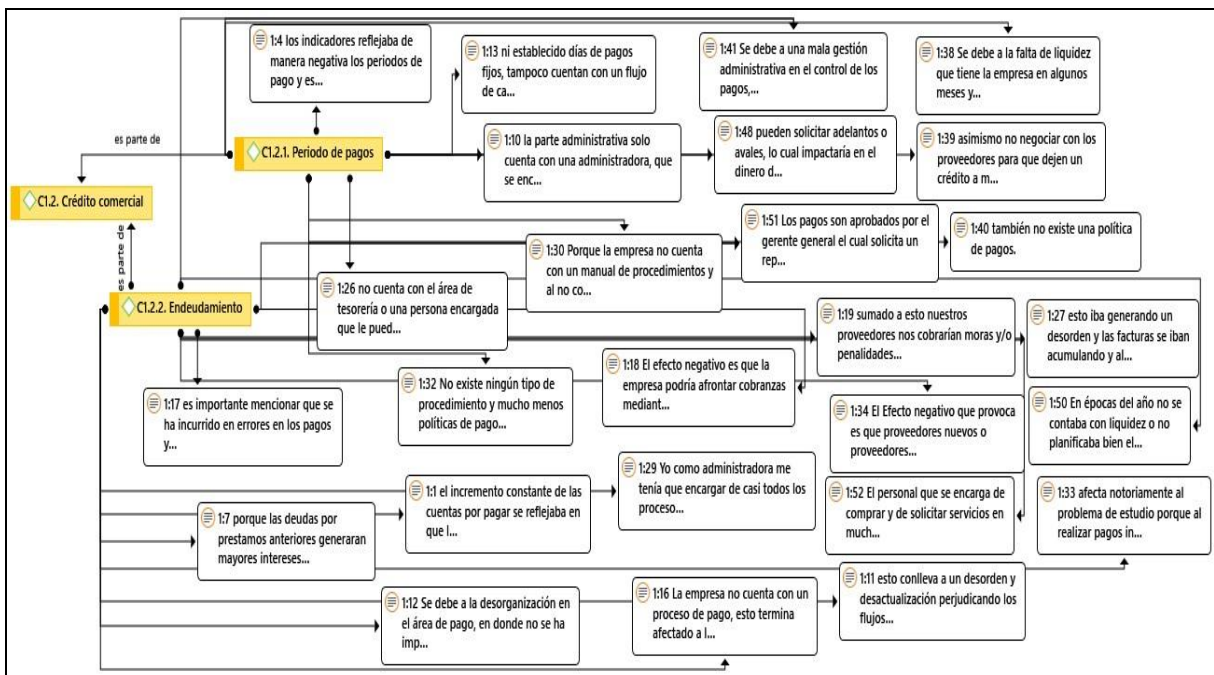 1:4 los indicadores reflejaba de
manera negativa los periodos de
pago y es...
1:13 ni establecido días de pagos
fijos, tampoco cuentan con un flujo
de ca...
1:41 Se debe a una mala gestión
administrativa en el control de los
pagos,...
1:38 Se debe a la falta de liquidez
que tiene la empresa en algunos
meses y...
es parte de
C1.2.1. Periodo de pagos
1:10 la parte administrativa solo
cuenta con una administradora, que
se enc...
1:48 pueden solicitar adelantos o
avales, lo cual impactaría en el
dinero d...
1:39 asimismo no negociar con los
proveedores para que dejen un
crédito a m...
C1.2. Crédito comercial
es parte de
1:51 Los pagos son aprobados por el
gerente general el cual solicita un
rep...
1:40 también no existe una política
de pagos.
1:30 Porque la empresa no cuenta
con un manual de procedimientos y
al no co...
1:26 no cuenta con el área de
tesorería o una persona encargada
que le pued...
C1.2.2. Endeudamiento
1:19 sumado a esto nuestros
proveedores nos cobrarían moras y/o
penalidades...
1:27 esto iba generando un
desorden y las facturas se iban
acumulando y al...
1:18 El efecto negativo es que la
empresa podría afrontar cobranzas
mediant...
1:32 No existe ningún tipo de
procedimiento y mucho menos
políticas de pago...
1:17 es importante mencionar que se
ha incurrido en errores en los pagos
y...
1:34 El Efecto negativo que provoca
es que proveedores nuevos o
proveedores...
1:50 En épocas del año no se
contaba con liquidez o no
planificaba bien el...
1:29 Yo como administradora me
tenía que encargar de casi todos los
proceso...
1:1 el incremento constante de las
cuentas por pagar se reflejaba en
que l...
1:52 El personal que se encarga de
comprar y de solicitar servicios en
much...
1:33 afecta notoriamente al
problema de estudio porque al
realizar pagos in...
1:7 porque las deudas por
prestamos anteriores generaran
mayores intereses...
1:11 esto conlleva a un desorden y
desactualización perjudicando los
flujos...
1:12 Se debe a la desorganización en
el área de pago, en donde no se ha
imp...
1:16 La empresa no cuenta con un
proceso de pago, esto termina
afectado a l...